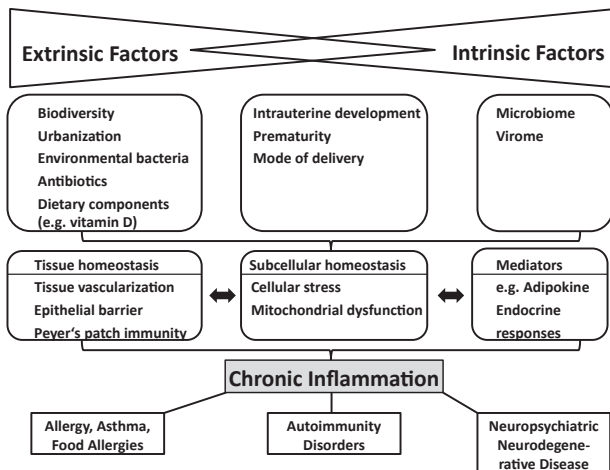 Extrinsic Factors
Intrinsic Factors
Biodiversity
Urbanization
Environmental bacteria
Antibiotics
Dietary components
(e.g. vitamin D)
Intrauterine development
Prematurity
Mode of delivery
Microbiome
Virome
Tissue homeostasis
Tissue vascularization
Epithelial barrier
Peyer's patch immunity
Subcellular homeostasis
Cellular stress
Mitochondrial dysfunction
Mediators
e.g. Adipokine
Endocrine
responses
Chronic Inflammation
Allergy, Asthma,
Food Allergies
Autoimmunity
Disorders
Neuropsychiatric
Neurodegene-
rative Disease